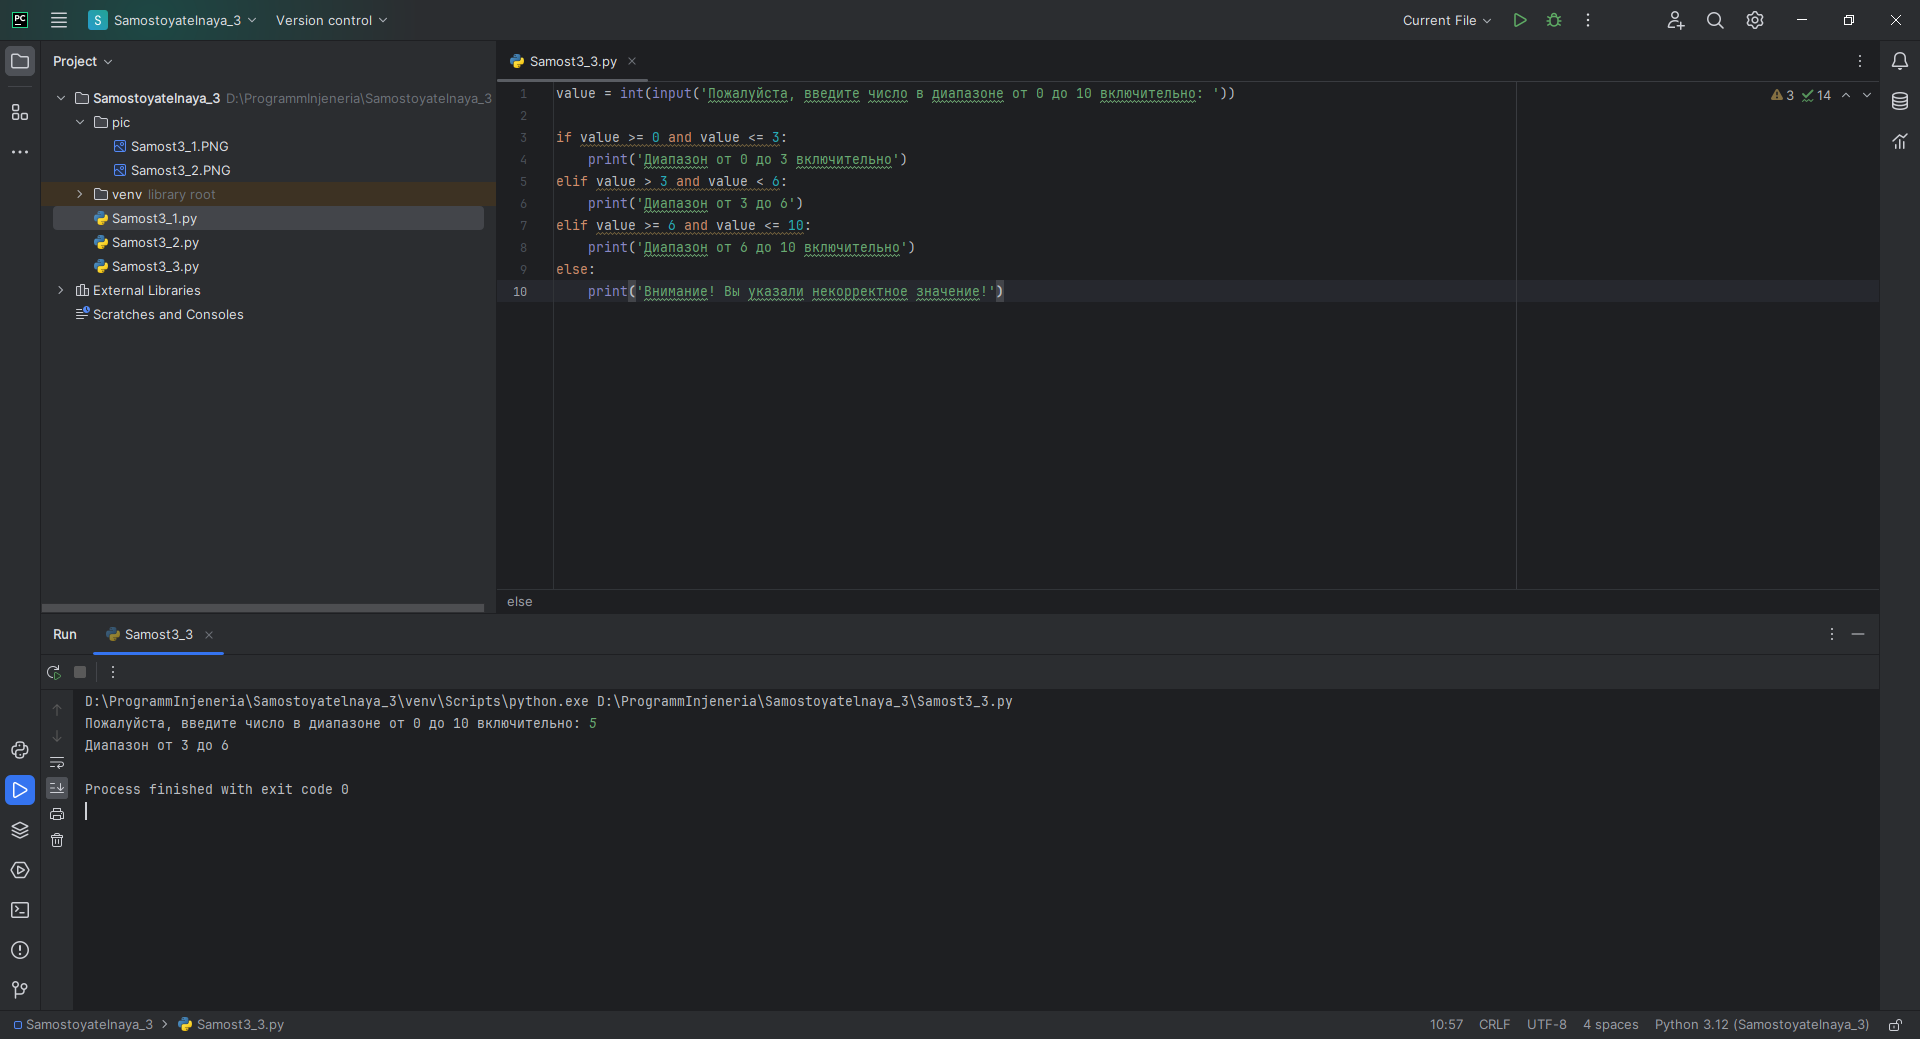 PC
S Samostoyatelnaya_3 Version control Current File
Project
Samostoyatelnaya_3 D:\ProgrammInjeneria\Samostoyatelnaya_3
pic
Samost3_1.PNG
Samost3_2.PNG
venv library root
Samost3_1.py
Samost3_2.py
Samost3_3.py
External Libraries
Scratches and Consoles
Samost3_3.py
3 14
1 value = int(input('Пожалуйста, введите число в диапазоне от 0 до 10 включительно: '))
2
3 if value >= 0 and value <= 3:
4 print('Диапазон от 0 до 3 включительно')
5 elif value > 3 and value < 6:
6 print('Диапазон от 3 до 6')
7 elif value >= 6 and value <= 10:
8 print('Диапазон от 6 до 10 включительно')
9 else:
10 print('Внимание! Вы указали некорректное значение!')
else
Run Samost3_3
D:\ProgrammInjeneria\Samostoyatelnaya_3\venv\Scripts\python.exe D:\ProgrammInjeneria\Samostoyatelnaya_3\Samost3_3.py
Пожалуйста, введите число в диапазоне от 0 до 10 включительно: 5
Диапазон от 3 до 6
Process finished with exit code 0
Samostoyatelnaya_3 Samost3_3.py 10:57 CRLF UTF-8 4 spaces Python 3.12 (Samostoyatelnaya_3)